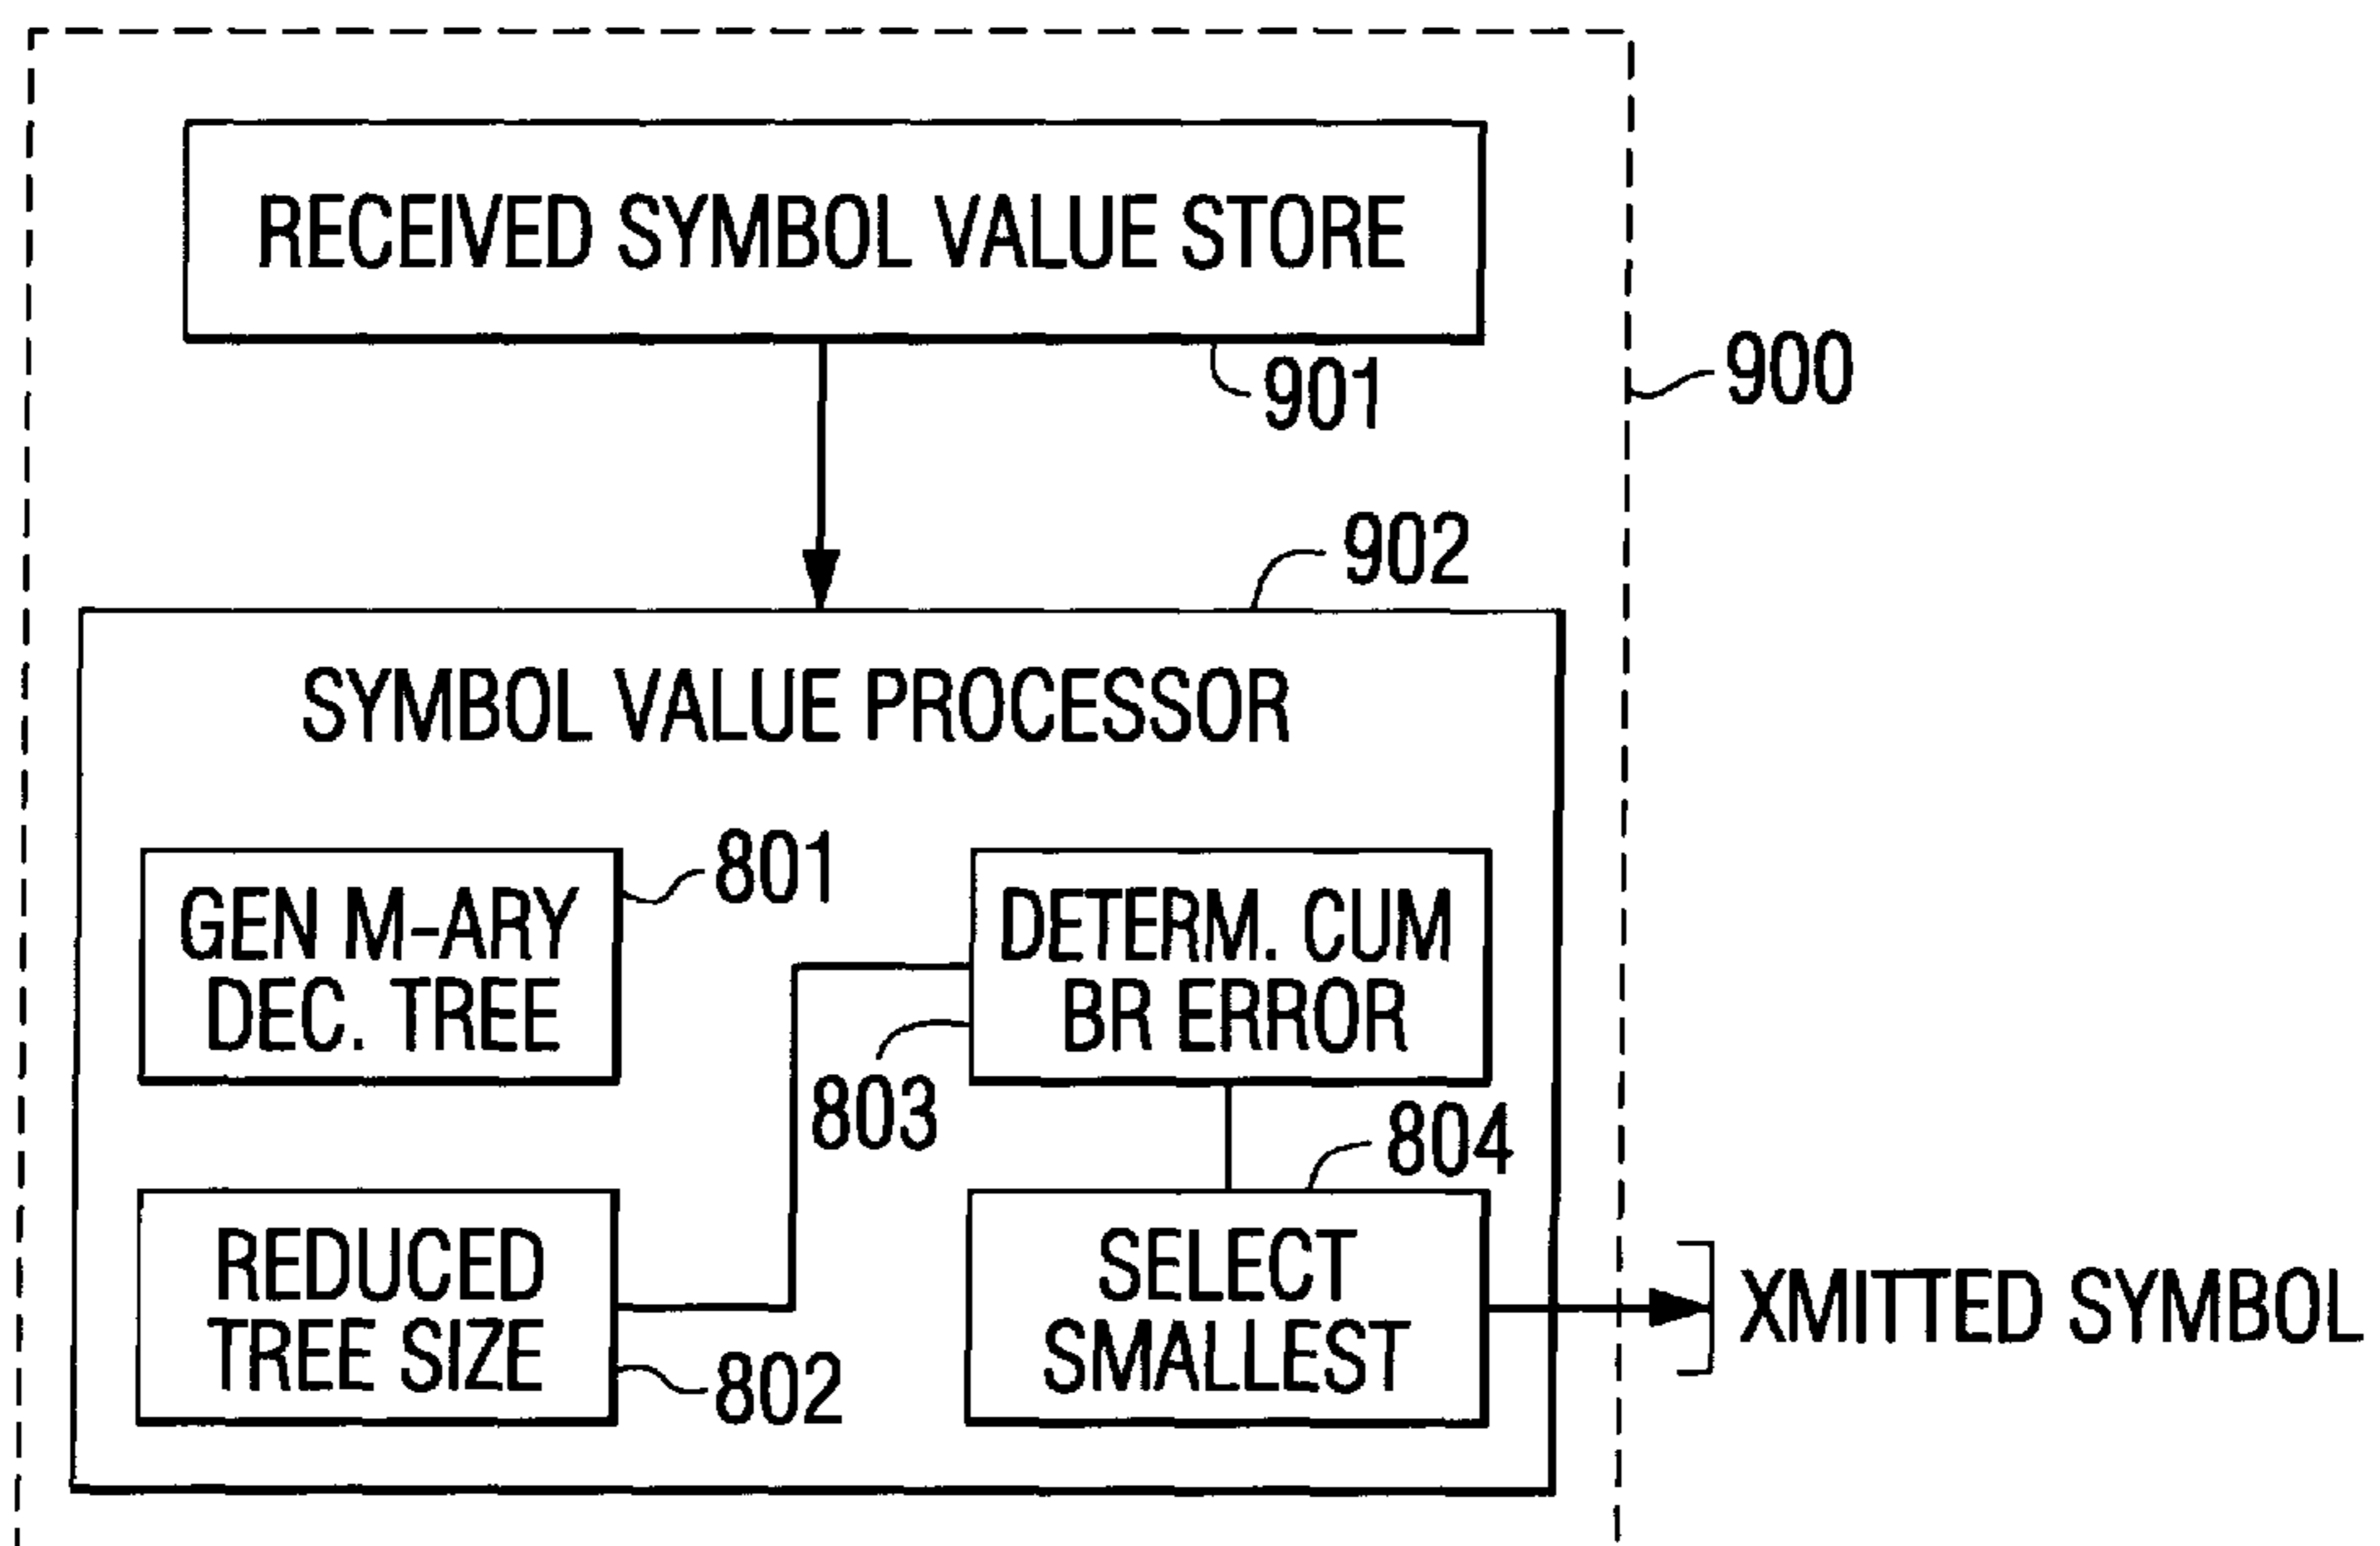 RECEIVED SYMBOL VALUE STORE
901
900
902
SYMBOL VALUE PROCESSOR
GEN M-ARY
DEC. TREE
801
DETERM. CUM
BR ERROR
803
804
REDUCED
TREE SIZE
802
SELECT
SMALLEST
XMITTED SYMBOL